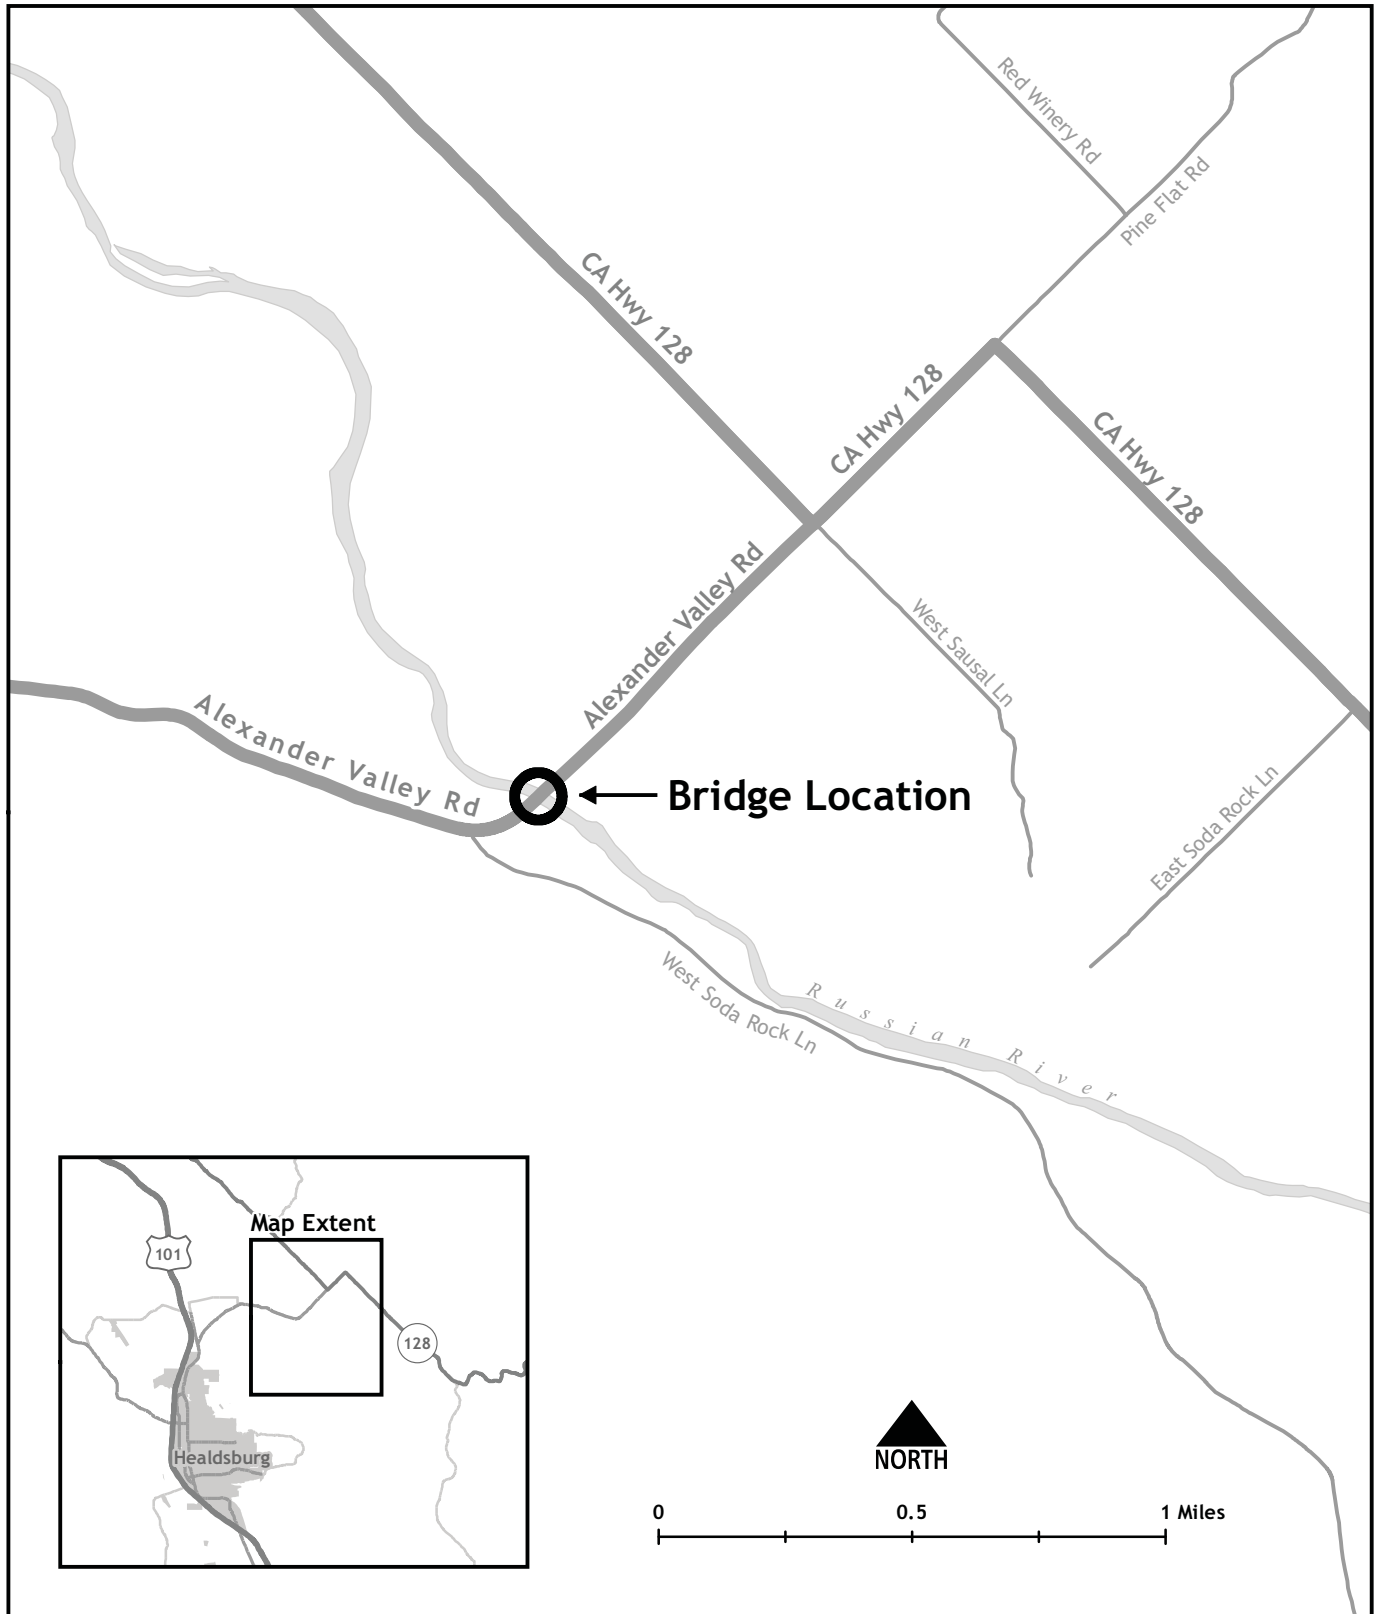 Red Winery Rd
Pine Flat Rd
CA Hwy 128
CA Hwy 128
CA Hwy 128
Alexander Valley Rd
West Sausal Ln
Alexander Valley Rd
Bridge Location
East Soda Rock Ln
West Soda Rock Ln
Russian River
Map Extent
101
128
Healdsburg
NORTH
0 0.5 1 Miles